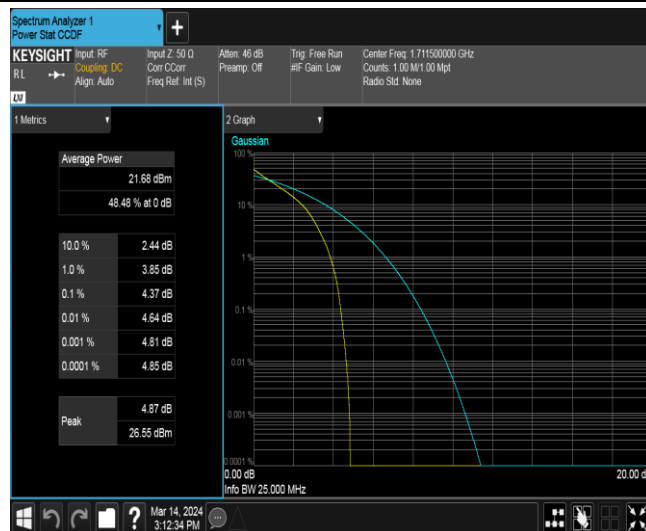 Spectrum Analyzer 1
Power Stat CCDF
+
KEYSIGHT
RL
LXI
Input: RF
Coupling: DC
Align: Auto
Input Z: 50 Ω
Corr CCorr
Freq Ref: Int (S)
Atten: 46 dB
Preamp: Off
Trig: Free Run
#IF Gain: Low
Center Freq: 1.711500000 GHz
Counts: 1.00 M/1.00 Mpt
Radio Std: None
1 Metrics
Average Power
21.68 dBm
48.48 % at 0 dB
10.0 % 2.44 dB
1.0 % 3.85 dB
0.1 % 4.37 dB
0.01 % 4.64 dB
0.001 % 4.81 dB
0.0001 % 4.85 dB
Peak
4.87 dB
26.55 dBm
2 Graph
Gaussian
100 %
10 %
1 %
0.1 %
0.01 %
0.001 %
0.0001 %
0.00 dB
20.00 d
Info BW 25.000 MHz
?
Mar 14, 2024
3:12:34 PM